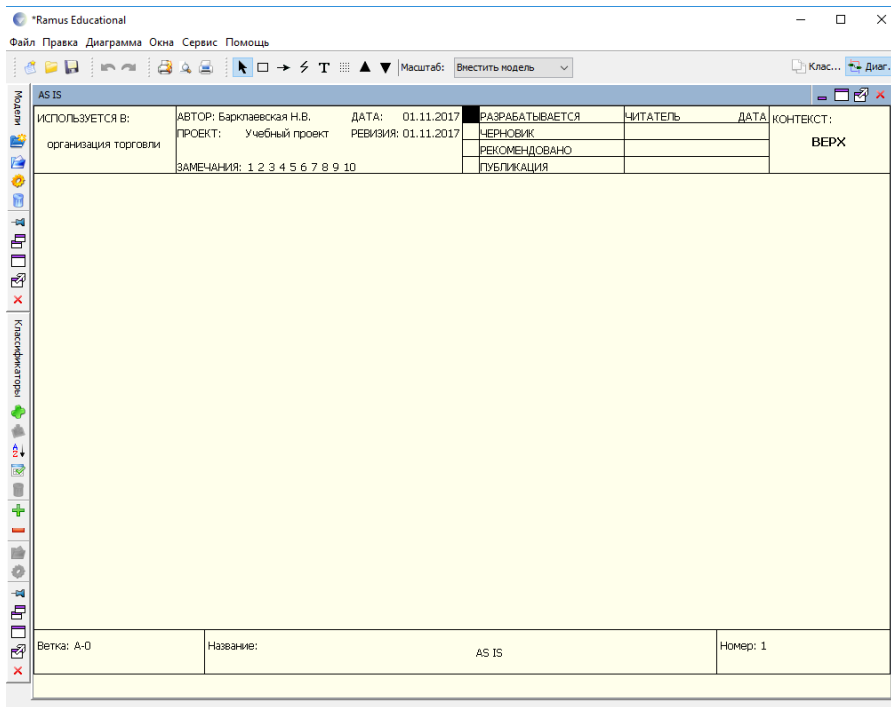 *Ramus Educational
Файл Правка Диаграмма Окна Сервис Помощь
Масштаб: Вместить модель Клас... Диаг.
Модели
Классификаторы
AS IS
ИСПОЛЬЗУЕТСЯ В:
организация торговли
АВТОР: Барклаевская Н.В. ДАТА: 01.11.2017
ПРОЕКТ: Учебный проект РЕВИЗИЯ: 01.11.2017
ЗАМЕЧАНИЯ: 1 2 3 4 5 6 7 8 9 10
РАЗРАБАТЫВАЕТСЯ
ЧЕРНОВИК
РЕКОМЕНДОВАНО
ПУБЛИКАЦИЯ
ЧИТАТЕЛЬ ДАТА
КОНТЕКСТ:
ВЕРХ
Ветка: A-0
Название:
AS IS
Номер: 1